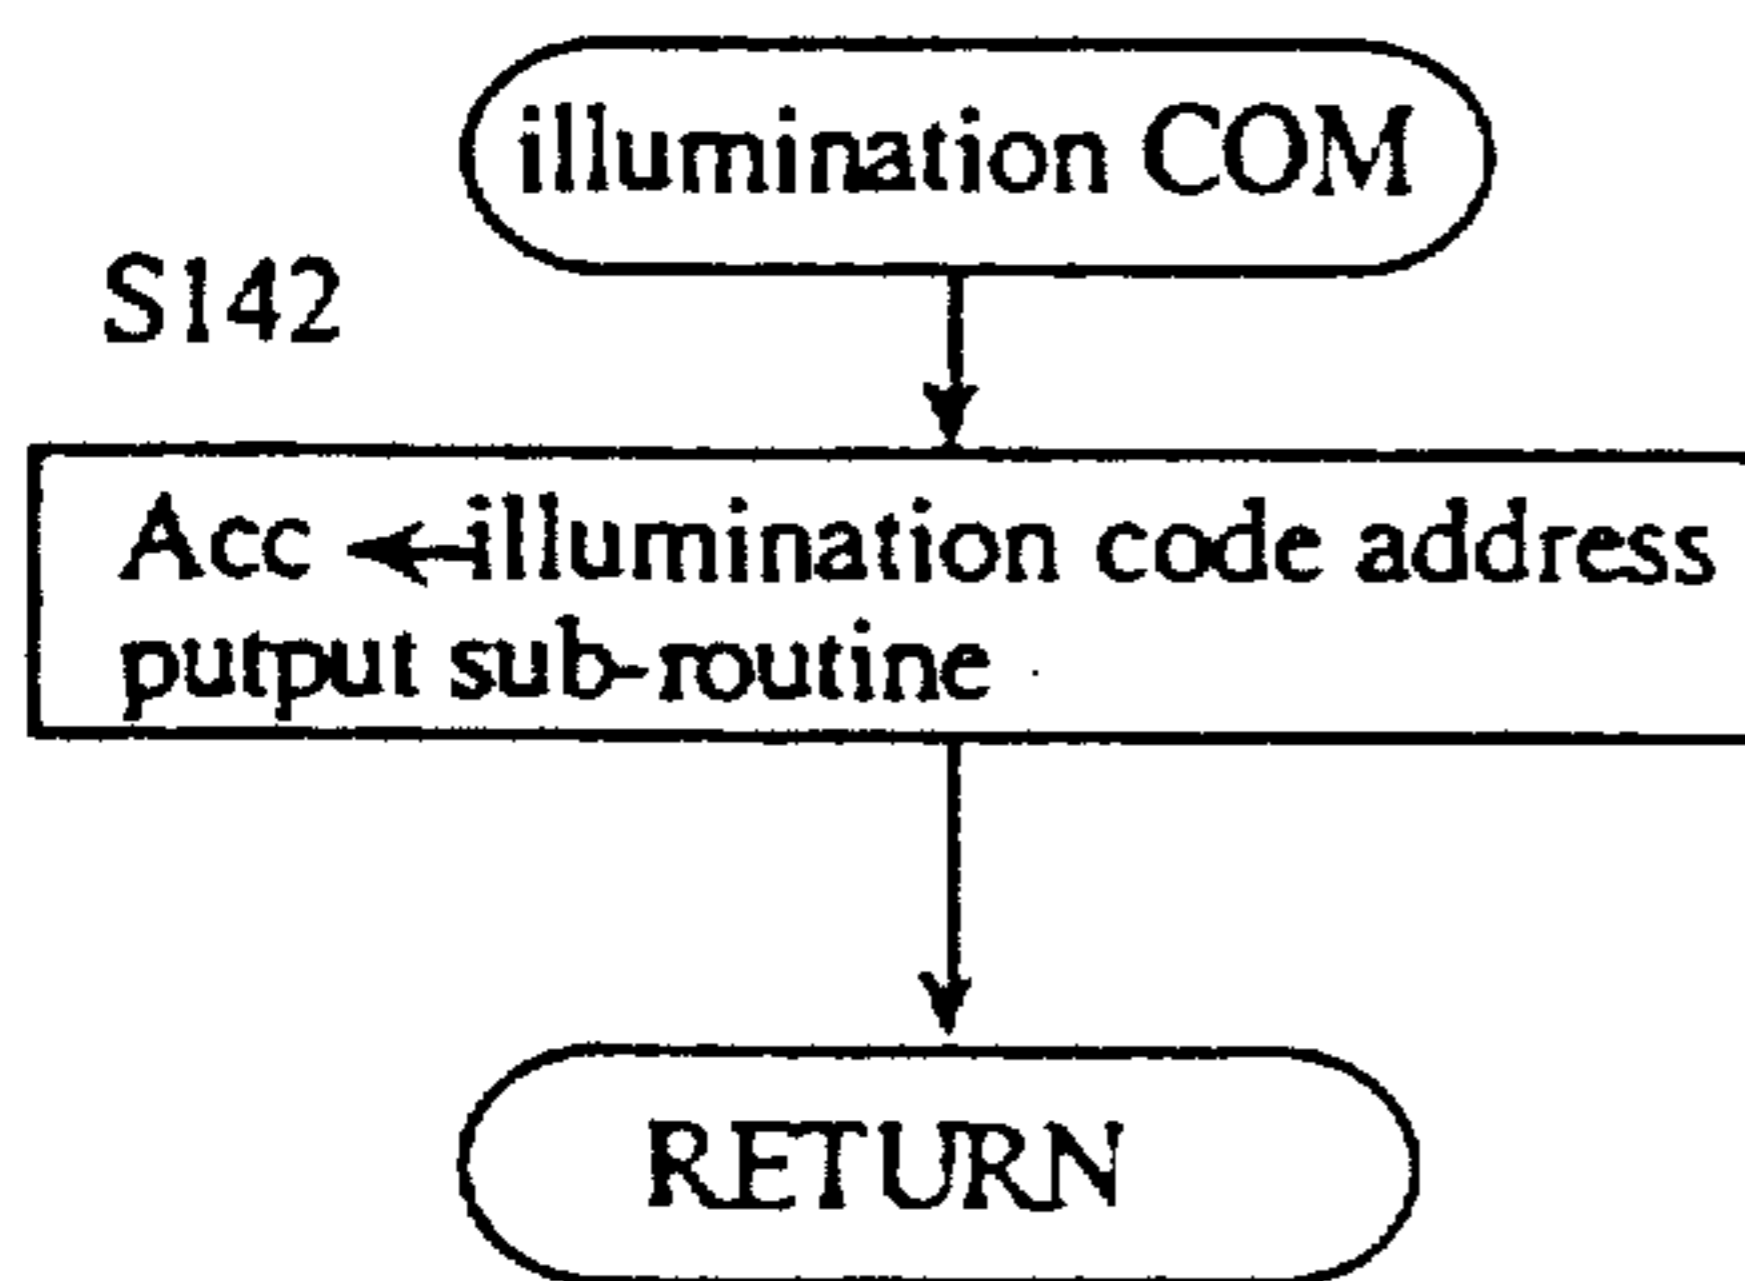 illumination COM
S142
Acc ←illumination code address
putput sub-routine
RETURN